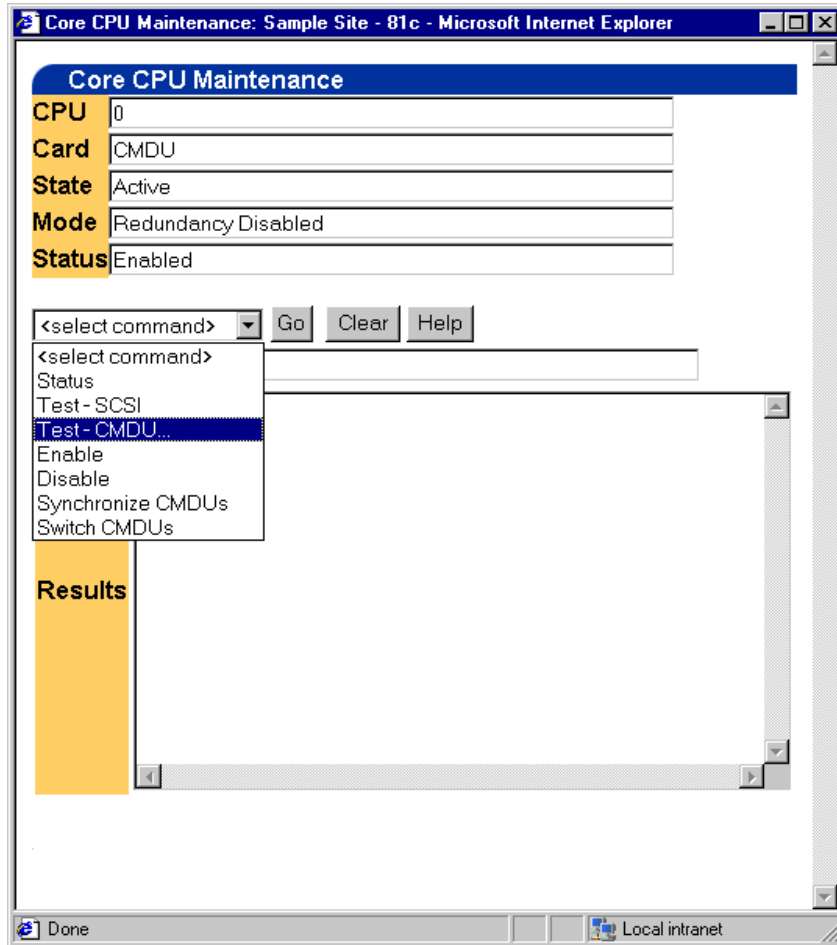 Core CPU Maintenance: Sample Site - 81c - Microsoft Internet Explorer
Core CPU Maintenance
CPU 0
Card CMDU
State Active
Mode Redundancy Disabled
Status Enabled
<select command> Go Clear Help
<select command>
Status
Test - SCSI
Test - CMDU...
Enable
Disable
Synchronize CMDUs
Switch CMDUs
Results
Done Local intranet